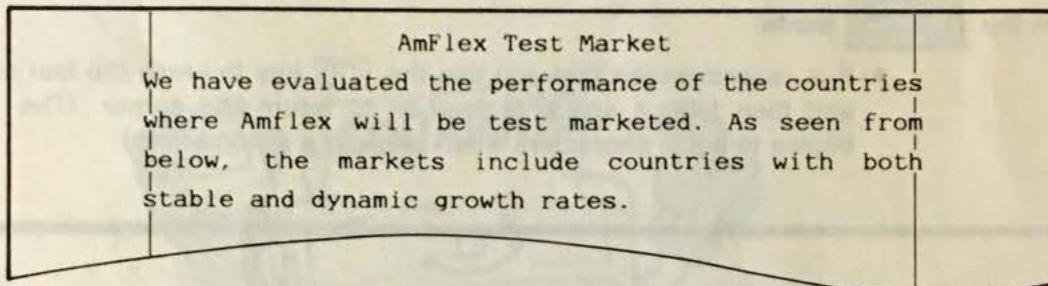 AmFlex Test Market
We have evaluated the performance of the countries
where Amflex will be test marketed. As seen from
below, the markets include countries with both
stable and dynamic growth rates.